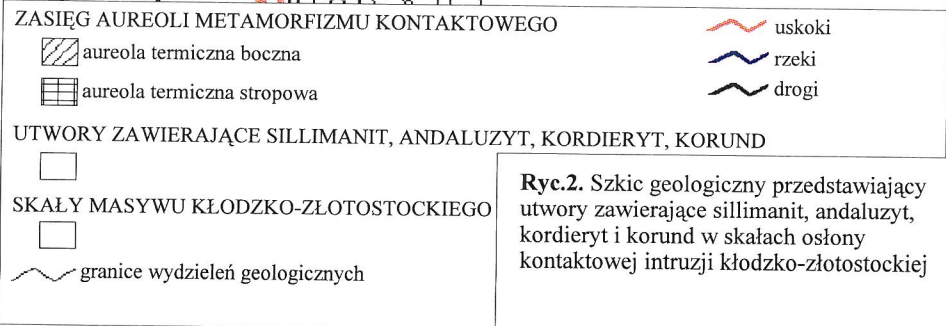 ZASIĘG AUREOLI METAMORFIZMU KONTAKTOWEGO
aureola termiczna boczna
aureola termiczna stropowa
uskoki
rzeki
drogi
UTWORY ZAWIERAJĄCE SILLIMANIT, ANDALUZYT, KORDIERYT, KORUND
SKAŁY MASYWU KŁODZKO-ZŁOTOSTOCKIEGO
granice wydzieleń geologicznych
Ryc.2. Szkic geologiczny przedstawiający
utwory zawierające sillimanit, andaluzyt,
kordieryt i korund w skałach osłony
kontaktowej intruzji kłodzko-złotostockiej